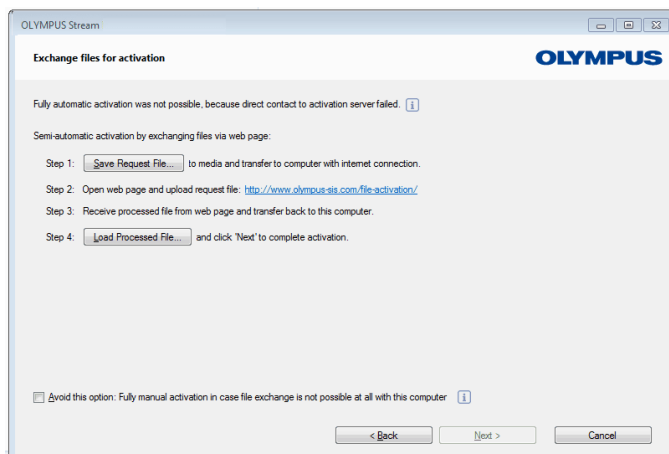 OLYMPUS Stream
Exchange files for activation
OLYMPUS
Fully automatic activation was not possible, because direct contact to activation server failed.
Semi-automatic activation by exchanging files via web page:
Step 1: Save Request File... to media and transfer to computer with internet connection.
Step 2: Open web page and upload request file: http://www.olympus-sis.com/file-activation/
Step 3: Receive processed file from web page and transfer back to this computer.
Step 4: Load Processed File... and click 'Next' to complete activation.
Avoid this option: Fully manual activation in case file exchange is not possible at all with this computer
< Back Next > Cancel